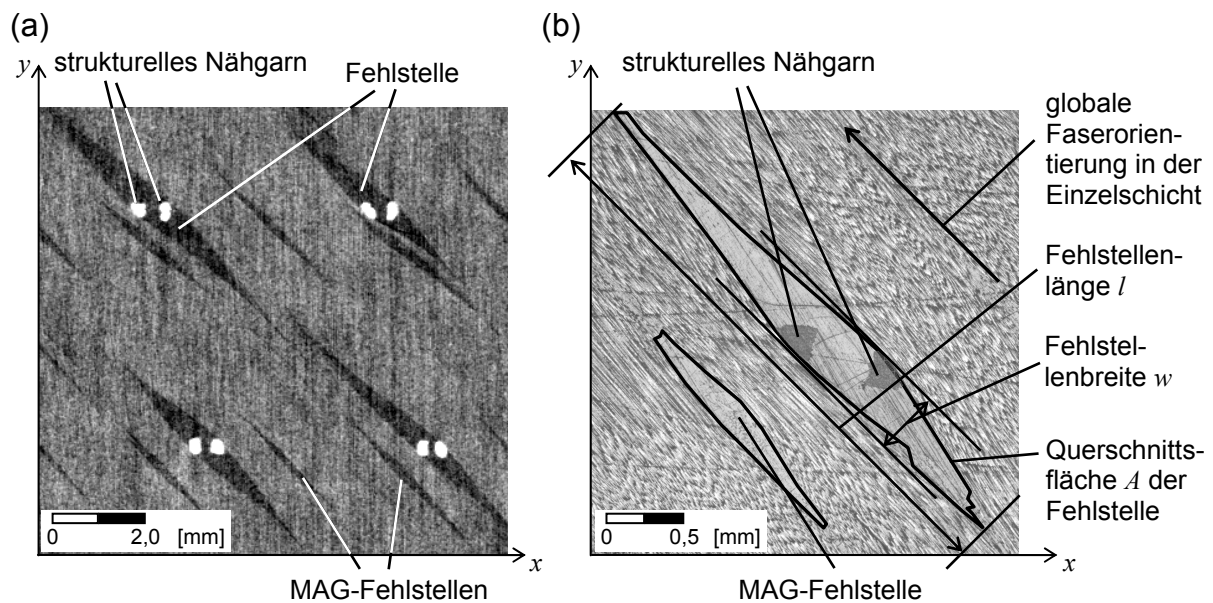 (a)
y
strukturelles Nähgarn
Fehlstelle
0
2,0
[mm]
x
MAG-Fehlstellen
(b)
y
strukturelles Nähgarn
globale
Faserorien-
tierung in der
Einzelschicht
Fehlstellen-
länge l
Fehlstel-
lenbreite w
Querschnitts-
fläche A der
Fehlstelle
0
0,5
[mm]
x
MAG-Fehlstelle